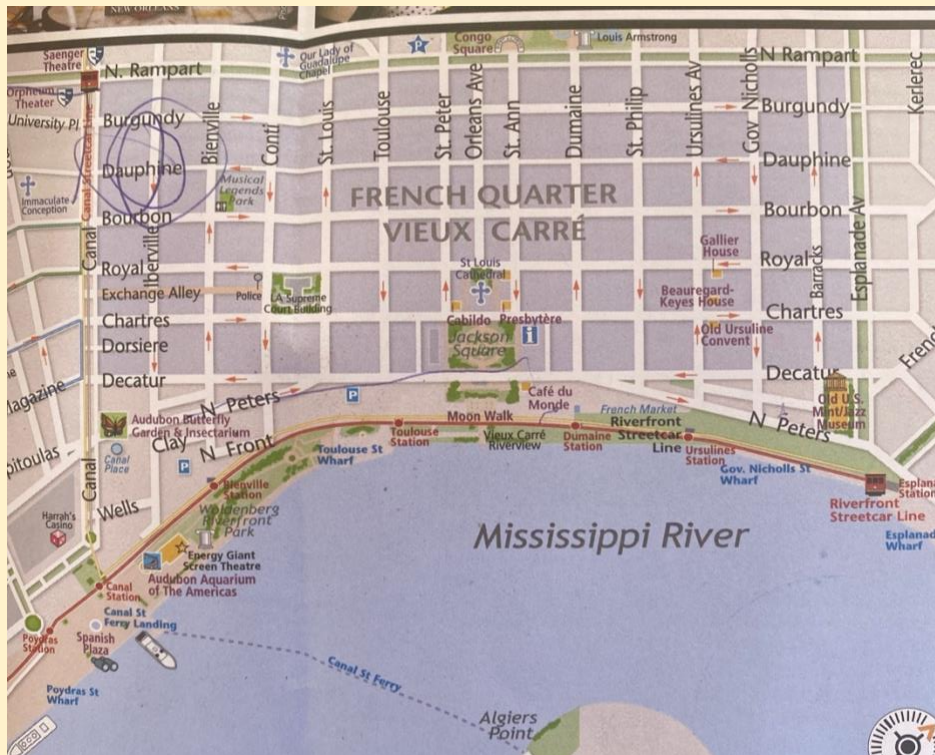 NEW ORLEANS
Saenger
Theatre
N. Rampart
Our Lady of
Guadalupe
Chapel
P
Congo
Square
Louis Armstrong
N Rampart
Orpheum
Theater
University Pl
Burgundy
Bienville
Conti
St. Louis
Toulouse
St. Peter
Orleans Ave
St. Ann
Dumaine
St. Philip
Ursulines Av
Gov. Nicholls
Burgundy
Kerlerec
Canal Streetcar Line
Dauphine
Dauphine
Immaculate
Conception
Musical
Legends
Park
FRENCH QUARTER
VIEUX CARRÉ
Bourbon
Bourbon
Canal
Iberville
Royal
St Louis
Cathedral
Gallier
House
Royal
Barracks
Esplanade Av
Exchange Alley
Police
LA Supreme
Court Building
Beauregard-
Keyes House
Chartres
Cabildo
Presbytère
Chartres
Dorsiere
Jackson
Square
i
Old Ursuline
Convent
Decatur
Decatur
French
Magazine
N Peters
P
Café du
Monde
Old U.S.
Mint/Jazz
Museum
Audubon Butterfly
Garden & Insectarium
Moon Walk
French Market
Riverfront
Streetcar
Line
N Peters
Clay
N Front
Toulouse
Station
Vieux Carré
Riverview
Dumaine
Station
Ursulines
Station
pitoulas
Canal
Place
P
Toulouse St
Wharf
Gov. Nicholls St
Wharf
Canal
Bienville
Station
Esplana
Station
Wells
Woldenberg
Riverfront
Park
Riverfront
Streetcar Line
Harrah's
Casino
Mississippi River
Esplanad
Wharf
Energy Giant
Screen Theatre
Audubon Aquarium
of The Americas
Canal
Station
Canal St
Ferry Landing
Poydras
Station
Spanish
Plaza
Canal St Ferry
Poydras St
Wharf
Algiers
Point